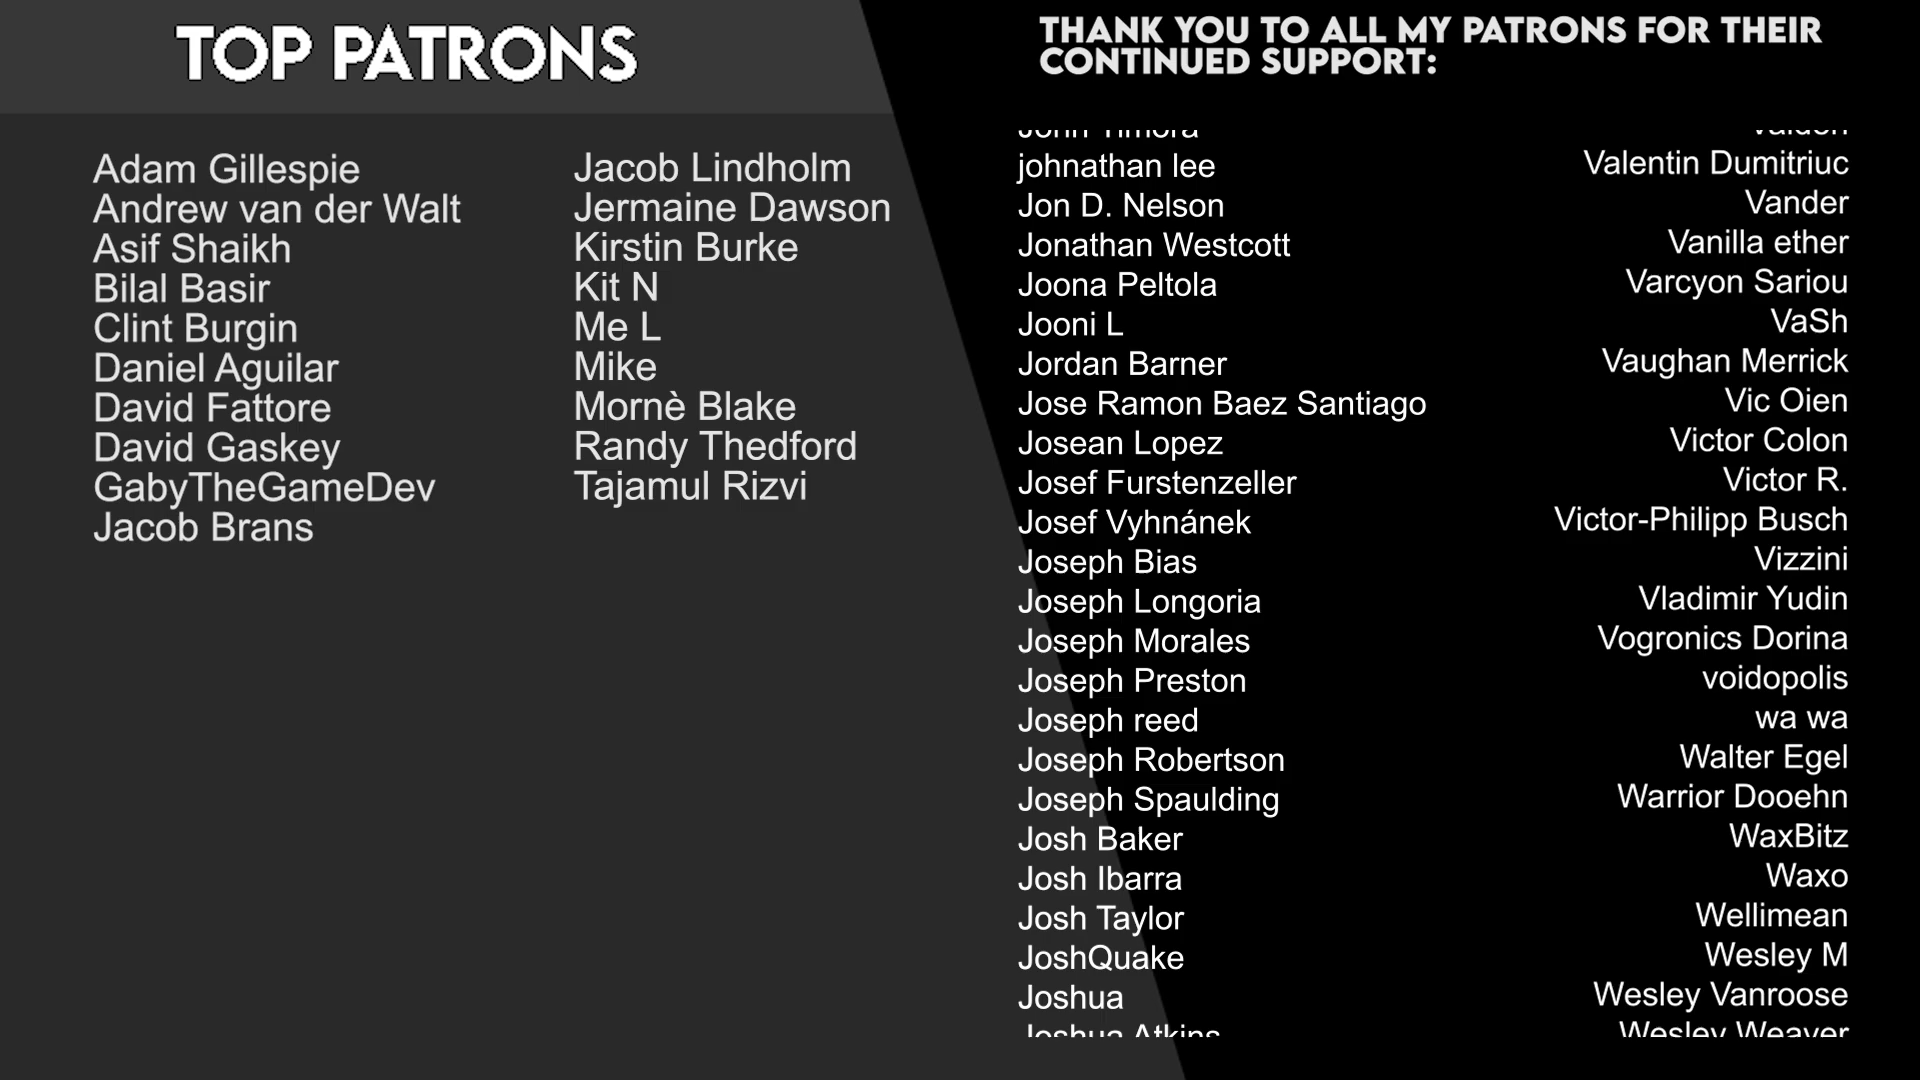 TOP PATRONS
Adam Gillespie
Andrew van der Walt
Asif Shaikh
Bilal Basir
Clint Burgin
Daniel Aguilar
David Fattore
David Gaskey
GabyTheGameDev
Jacob Brans
Jacob Lindholm
Jermaine Dawson
Kirstin Burke
Kit N
Me L
Mike
Mornè Blake
Randy Thedford
Tajamul Rizvi
THANK YOU TO ALL MY PATRONS FOR THEIR
CONTINUED SUPPORT:
John
johnathan lee
Jon D. Nelson
Jonathan Westcott
Joona Peltola
Jooni L
Jordan Barner
Jose Ramon Baez Santiago
Josean Lopez
Josef Furstenzeller
Josef Vyhnánek
Joseph Bias
Joseph Longoria
Joseph Morales
Joseph Preston
Joseph reed
Joseph Robertson
Joseph Spaulding
Josh Baker
Josh Ibarra
Josh Taylor
JoshQuake
Joshua
Joshua Atkins
Valentin Dumitriuc
Vander
Vanilla ether
Varcyon Sariou
VaSh
Vaughan Merrick
Vic Oien
Victor Colon
Victor R.
Victor-Philipp Busch
Vizzini
Vladimir Yudin
Vogronics Dorina
voidopolis
wa wa
Walter Egel
Warrior Dooehn
WaxBitz
Waxo
Wellimean
Wesley M
Wesley Vanroose
Wesley Weaver